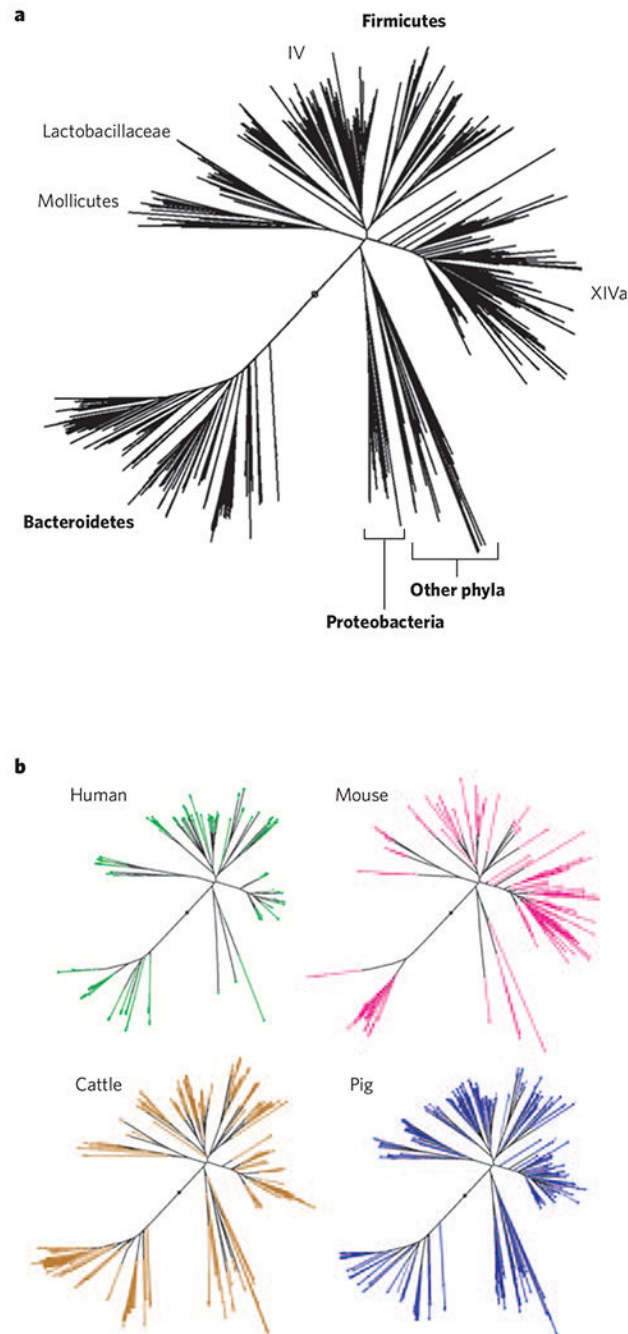 a
Firmicutes
IV
Lactobacillaceae
Mollicutes
XIVa
Bacteroidetes
Other phyla
Proteobacteria
b
Human
Mouse
Cattle
Pig